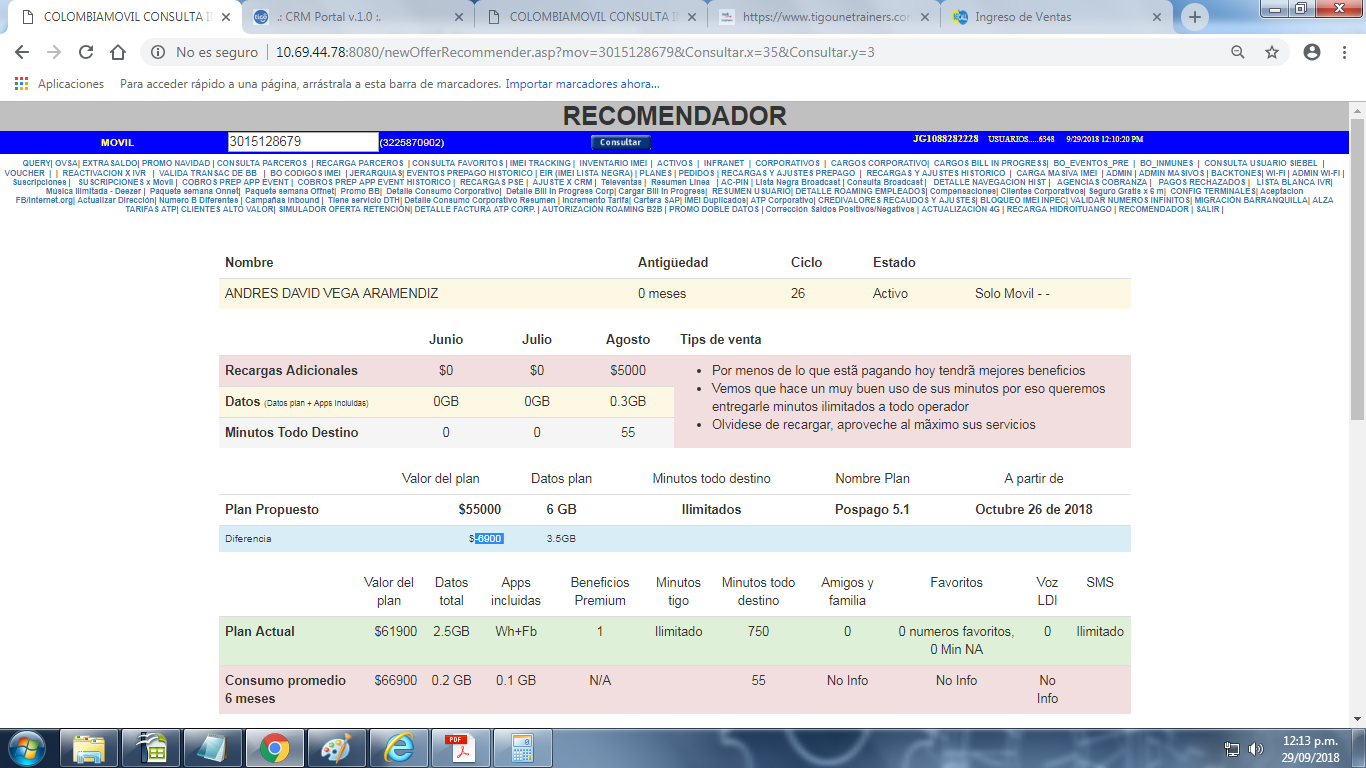 COLOMBIAMOVIL CONSULTA I
.: CRM Portal v.1.0 :.
COLOMBIAMOVIL CONSULTA IN
https://www.tigounetrainers.com
Ingreso de Ventas
No es seguro | 10.69.44.78:8080/newOfferRecommender.asp?mov=3015128679&Consultar.x=35&Consultar.y=3
Aplicaciones Para acceder rápido a una página, arrástrala a esta barra de marcadores. Importar marcadores ahora...
RECOMENDADOR
MOVIL 3015128679 (3225870902) Consultar JG1088282228 USUARIOS.....6348 9/29/2018 12:10:20 PM
QUERY| OVSA| EXTRASALDO| PROMO NAVIDAD | CONSULTA PARCEROS | RECARGA PARCEROS | CONSULTA FAVORITOS | IMEI TRACKING | INVENTARIO IMEI | ACTIVOS | INFRANET | CORPORATIVOS | CARGOS CORPORATIVO| CARGOS BILL IN PROGRESS| BO_EVENTOS_PRE | BO_INMUNES | CONSULTA USUARIO SIEBEL |
VOUCHER | | REACTIVACION X IVR | VALIDA TRANSAC DE BB | BO CODIGOS IMEI | JERARQUIAS| EVENTOS PREPAGO HISTORICO | EIR (IMEI LISTA NEGRA) | PLANES | PEDIDOS | RECARGAS Y AJUSTES PREPAGO | RECARGAS Y AJUSTES HISTORICO | CARGA MASIVA IMEI | ADMIN | ADMIN MASIVOS | BACKTONES| WI-FI | ADMIN WI-FI |
Suscripciones | SUSCRIPCIONES x Movil | COBROS PREP APP EVENT | COBROS PREP APP EVENT HISTORICO | RECARGAS PSE | AJUSTE X CRM | Televentas | Resumen Linea | AC-PIN | Lista Negra Broadcast | Consulta Broadcast | DETALLE NAVEGACION HIST | AGENCIAS COBRANZA | PAGOS RECHAZADOS | LISTA BLANCA IVR|
Musica Ilimitada - Deezer | Paquete semana Onnet| Paquete semana Offnet| Promo BB| Detalle Consumo Corporativo| Detalle Bill In Progress Corp| Cargar Bill In Progress| RESUMEN USUARIO| DETALLE ROAMING EMPLEADOS| Compensaciones| Clientes Corporativos| Seguro Gratis x 6 m| CONFIG TERMINALES| Aceptacion
FB/Internet.org| Actualizar Dirección| Numero B Diferentes | Campañas Inbound | Tiene servicio DTH| Detalle Consumo Corporativo Resumen | Incremento Tarifa| Cartera SAP| IMEI Duplicados| ATP Corporativo| CREDIVALORES RECAUDOS Y AJUSTES| BLOQUEO IMEI INPEC| VALIDAR NUMEROS INFINITOS| MIGRACIÓN BARRANQUILLA| ALZA
TARIFAS ATP| CLIENTES ALTO VALOR| SIMULADOR OFERTA RETENCIÓN| DETALLE FACTURA ATP CORP. | AUTORIZACIÓN ROAMING B2B | PROMO DOBLE DATOS | Corrección Saldos Positivos/Negativos | ACTUALIZACIÓN 4G | RECARGA HIDROITUANGO | RECOMENDADOR | SALIR |
Nombre Antigüedad Ciclo Estado
ANDRES DAVID VEGA ARAMENDIZ 0 meses 26 Activo Solo Movil - -
Junio Julio Agosto Tips de venta
Recargas Adicionales $0 $0 $5000
Datos (Datos plan + Apps Incluidas) 0GB 0GB 0.3GB
Minutos Todo Destino 0 0 55
• Por menos de lo que estã pagando hoy tendrã mejores beneficios
• Vemos que hace un muy buen uso de sus minutos por eso queremos
entregarle minutos ilimitados a todo operador
• Olvidese de recargar, aproveche al mãximo sus servicios
Valor del plan Datos plan Minutos todo destino Nombre Plan A partir de
Plan Propuesto $55000 6 GB Ilimitados Pospago 5.1 Octubre 26 de 2018
Diferencia $-6900 3.5GB
Valor del plan Datos total Apps incluidas Beneficios Premium Minutos tigo Minutos todo destino Amigos y familia Favoritos Voz LDI SMS
Plan Actual $61900 2.5GB Wh+Fb 1 Ilimitado 750 0 0 numeros favoritos, 0 Min NA 0 Ilimitado
Consumo promedio 6 meses $66900 0.2 GB 0.1 GB N/A 55 No Info No Info No Info
PDF
12:13 p.m.
29/09/2018